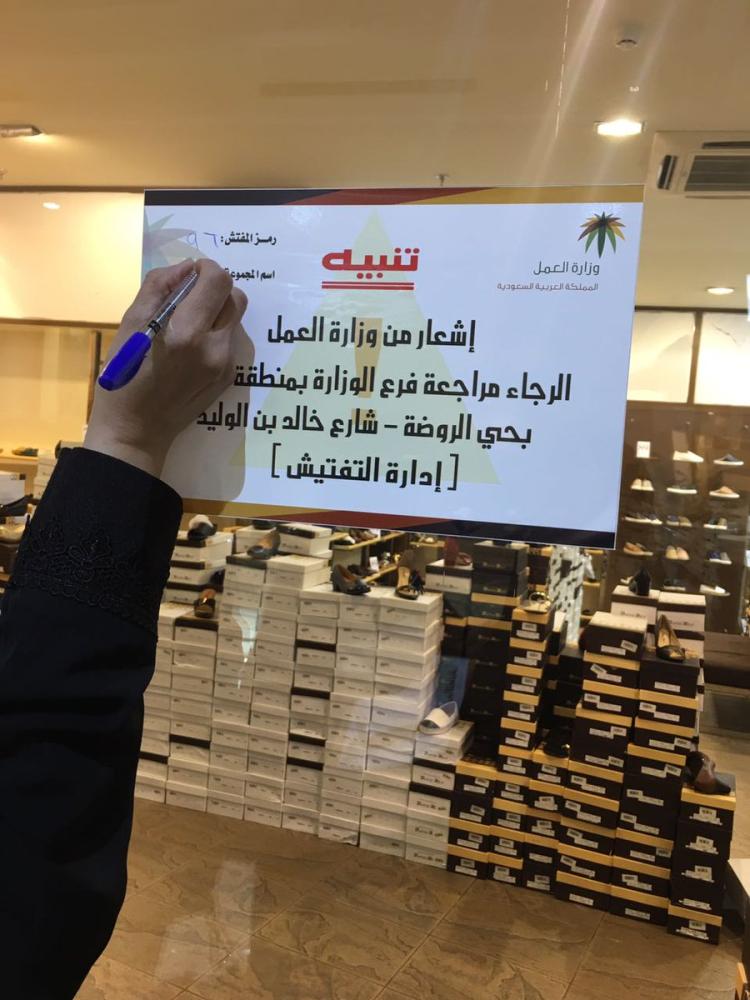 وزارة العمل
المملكة العربية السعودية
تنبيه
رمز المفتش: ٩٦
اسم المجموعة
إشعار من وزارة العمل
الرجاء مراجعة فرع الوزارة بمنطقة
بحي الروضة - شارع خالد بن الوليد
[ إدارة التفتيش ]